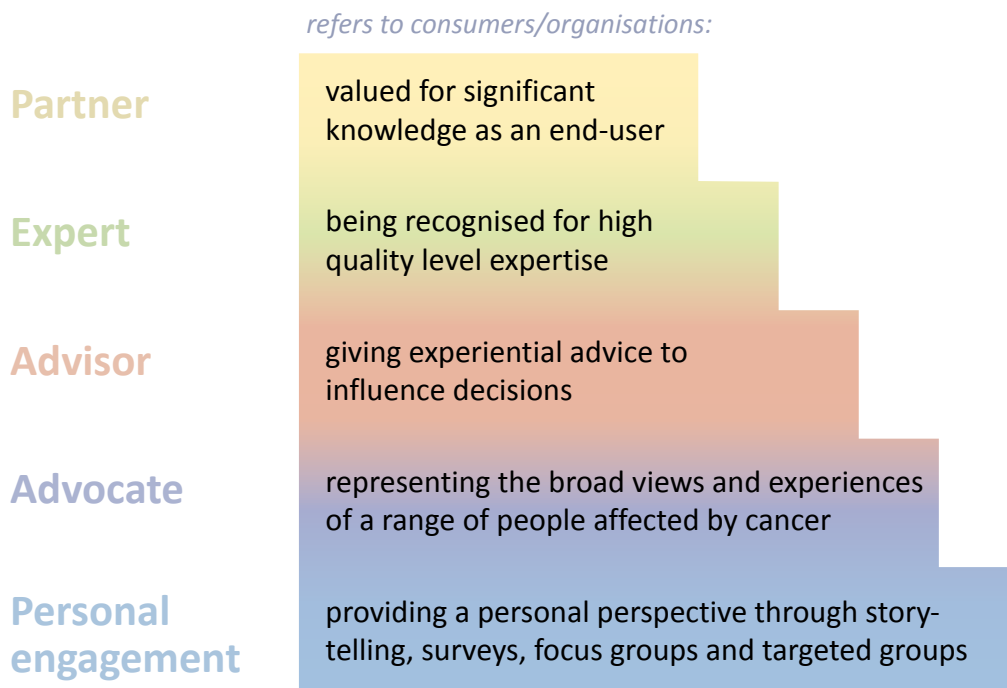 refers to consumers/organisations:
Partner
valued for significant
knowledge as an end-user
Expert
being recognised for high
quality level expertise
Advisor
giving experiential advice to
influence decisions
Advocate
representing the broad views and experiences
of a range of people affected by cancer
Personal
engagement
providing a personal perspective through story-
telling, surveys, focus groups and targeted groups